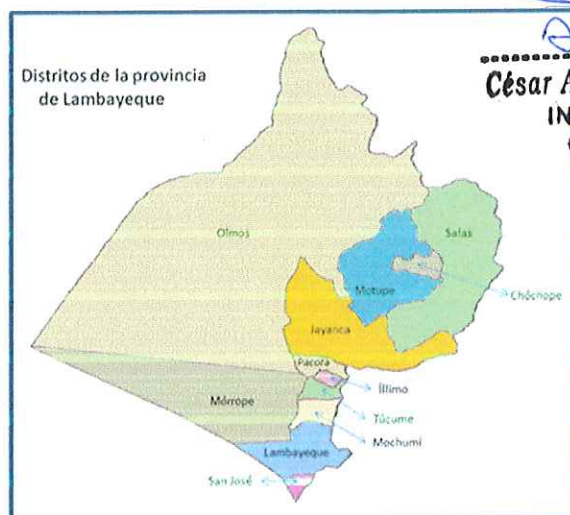 Distritos de la provincia
de Lambayeque
César A
IN
Olmos
Salas
Motupe
Chóchope
Jayanca
Pacora
Íllimo
Mórrope
Túcume
Mochumí
Lambayeque
San José